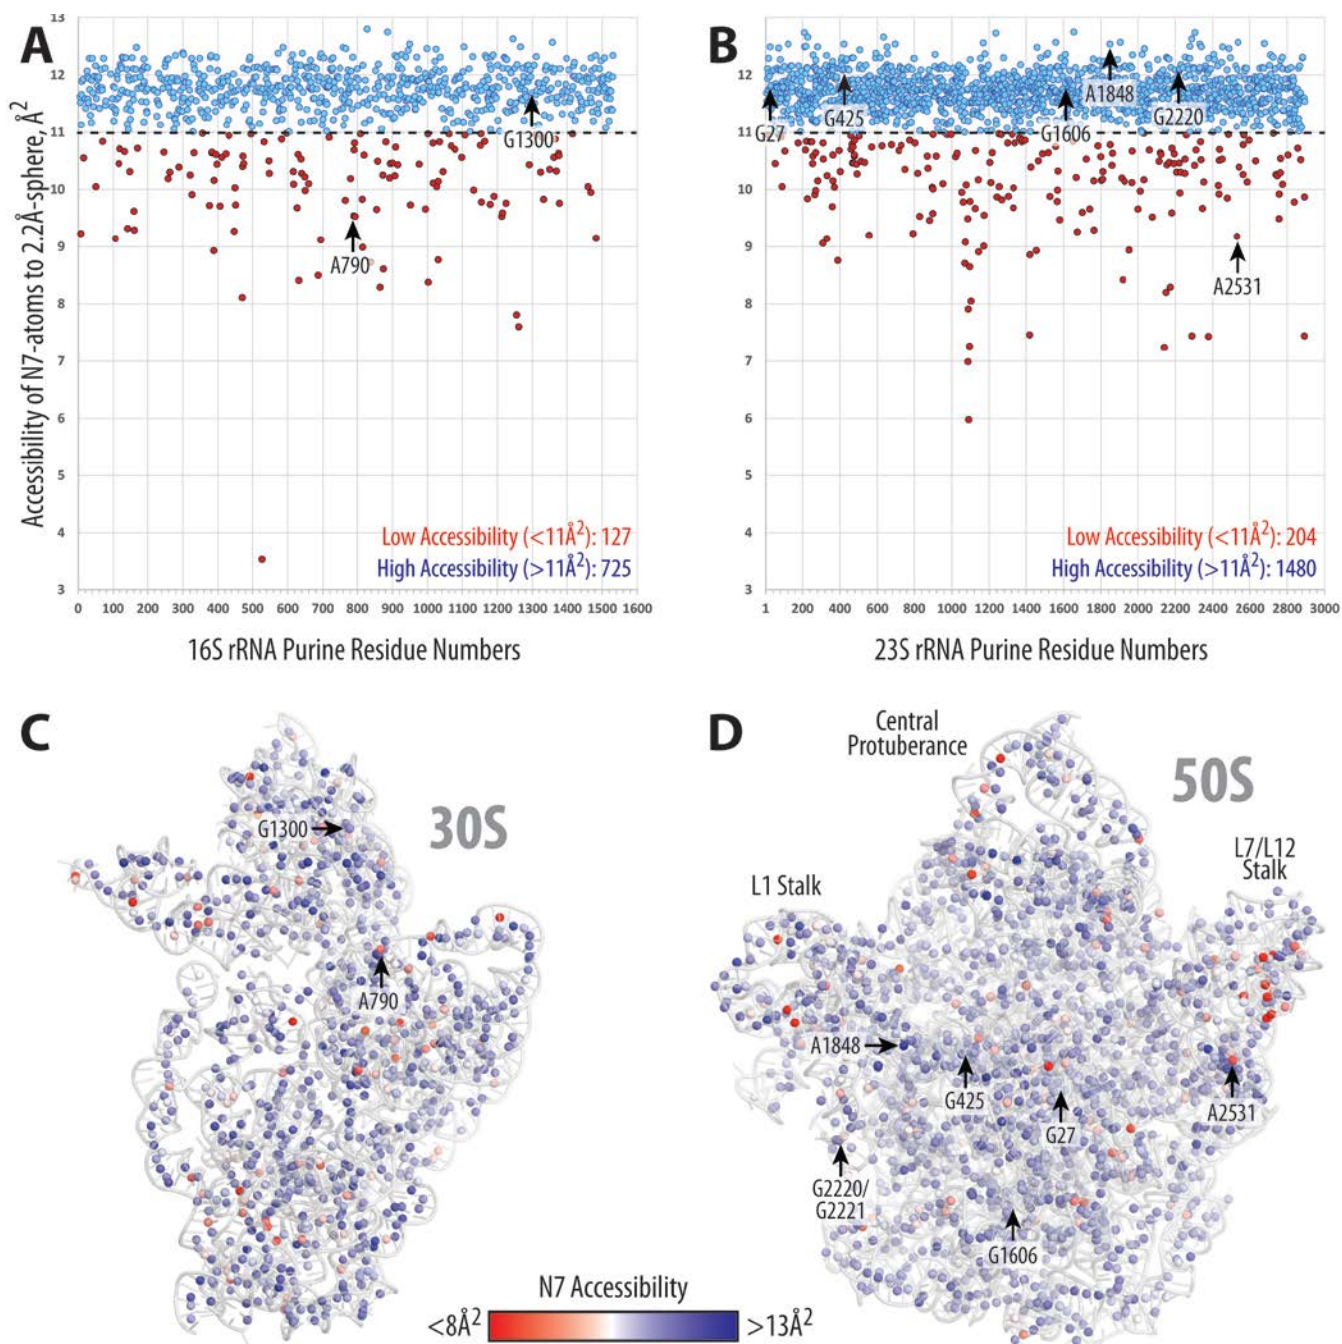 A
Accessibility of N7-atoms to 2.2Å-sphere, Å²
13
12
11
10
9
8
7
6
5
4
3
G1300
A790
Low Accessibility (<11Å²): 127
High Accessibility (>11Å²): 725
0 100 200 300 400 500 600 700 800 900 1000 1100 1200 1300 1400 1500 1600
16S rRNA Purine Residue Numbers
B
13
12
11
10
9
8
7
6
5
4
3
A1848
G27
G425
G1606
G2220
A2531
Low Accessibility (<11Å²): 204
High Accessibility (>11Å²): 1480
1 200 400 600 800 1000 1200 1400 1600 1800 2000 2200 2400 2600 2800 3000
23S rRNA Purine Residue Numbers
C
30S
G1300
A790
D
50S
Central
Protuberance
L1 Stalk
L7/L12
Stalk
A1848
G425
G27
A2531
G2220/
G2221
G1606
N7 Accessibility
<8Å²
>13Å²